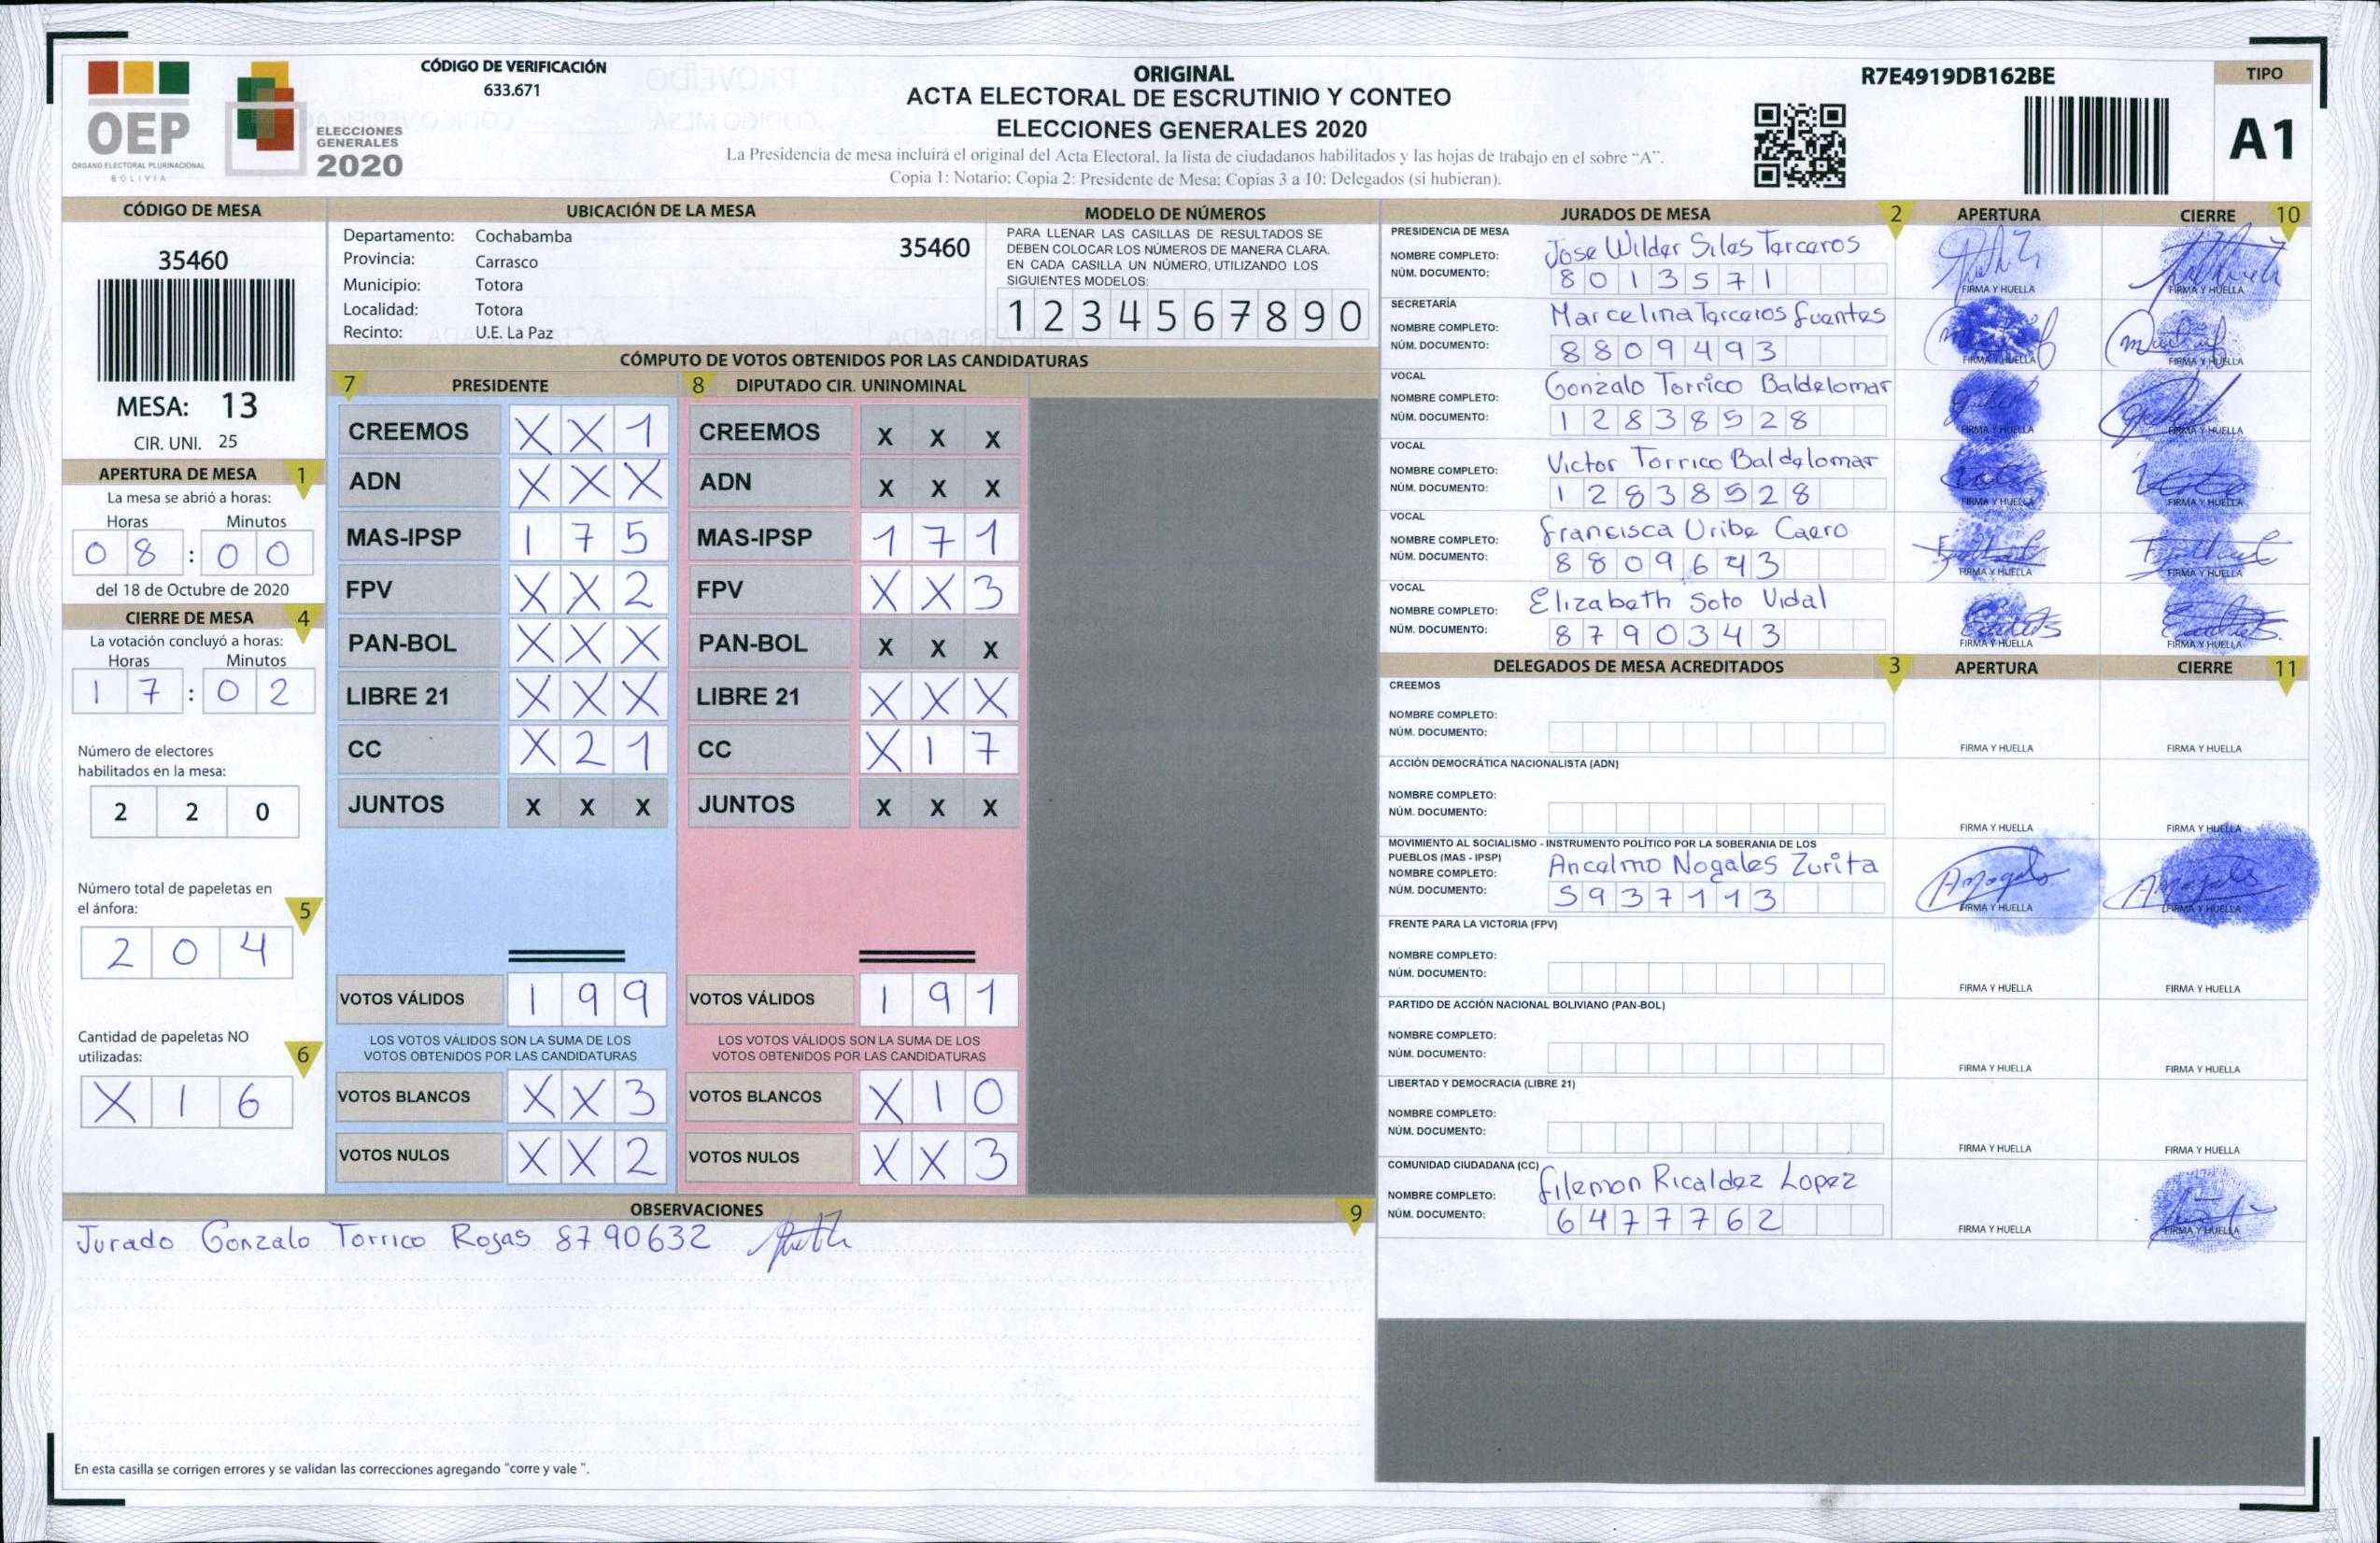 OEP
ÓRGANO ELECTORAL PLURINACIONAL
BOLIVIA
ELECCIONES
GENERALES
2020
CÓDIGO DE VERIFICACIÓN
633.671
ORIGINAL
ACTA ELECTORAL DE ESCRUTINIO Y CONTEO
ELECCIONES GENERALES 2020
La Presidencia de mesa incluirá el original del Acta Electoral, la lista de ciudadanos habilitados y las hojas de trabajo en el sobre “A”.
Copia 1: Notario; Copia 2: Presidente de Mesa; Copias 3 a 10: Delegados (si hubieran).
R7E4919DB162BE
TIPO
A1
CÓDIGO DE MESA
35460
MESA: 13
CIR. UNI. 25
APERTURA DE MESA 1
La mesa se abrió a horas:
Horas Minutos
0 8 : 0 0
del 18 de Octubre de 2020
CIERRE DE MESA 4
La votación concluyó a horas:
Horas Minutos
1 7 : 0 2
Número de electores
habilitados en la mesa:
2 2 0
Número total de papeletas en
el ánfora: 5
2 0 4
Cantidad de papeletas NO
utilizadas: 6
X 1 6
UBICACIÓN DE LA MESA
Departamento: Cochabamba 35460
Provincia: Carrasco
Municipio: Totora
Localidad: Totora
Recinto: U.E. La Paz
MODELO DE NÚMEROS
PARA LLENAR LAS CASILLAS DE RESULTADOS SE
DEBEN COLOCAR LOS NÚMEROS DE MANERA CLARA.
EN CADA CASILLA UN NÚMERO, UTILIZANDO LOS
SIGUIENTES MODELOS:
1 2 3 4 5 6 7 8 9 0
CÓMPUTO DE VOTOS OBTENIDOS POR LAS CANDIDATURAS
7 PRESIDENTE
CREEMOS X X 1
ADN X X X
MAS-IPSP 1 7 5
FPV X X 2
PAN-BOL X X X
LIBRE 21 X X X
CC X 2 1
JUNTOS X X X
VOTOS VÁLIDOS 1 9 9
LOS VOTOS VÁLIDOS SON LA SUMA DE LOS
VOTOS OBTENIDOS POR LAS CANDIDATURAS
VOTOS BLANCOS X X 3
VOTOS NULOS X X 2
8 DIPUTADO CIR. UNINOMINAL
CREEMOS X X X
ADN X X X
MAS-IPSP 1 7 1
FPV X X 3
PAN-BOL X X X
LIBRE 21 X X X
CC X 1 7
JUNTOS X X X
VOTOS VÁLIDOS 1 9 1
LOS VOTOS VÁLIDOS SON LA SUMA DE LOS
VOTOS OBTENIDOS POR LAS CANDIDATURAS
VOTOS BLANCOS X 1 0
VOTOS NULOS X X 3
OBSERVACIONES 9
Jurado Gonzalo Torrico Rojas 8790632
En esta casilla se corrigen errores y se validan las correcciones agregando “corre y vale ”.
JURADOS DE MESA 2 APERTURA CIERRE 10
PRESIDENCIA DE MESA
NOMBRE COMPLETO: Jose Wilder Silas Tarceros
NÚM. DOCUMENTO: 8 0 1 3 5 7 1
FIRMA Y HUELLA FIRMA Y HUELLA
SECRETARÍA
NOMBRE COMPLETO: Marcelina Tarceros fuentes
NÚM. DOCUMENTO: 8 8 0 9 4 9 3
FIRMA Y HUELLA FIRMA Y HUELLA
VOCAL
NOMBRE COMPLETO: Gonzalo Torrico Baldelomar
NÚM. DOCUMENTO: 1 2 8 3 8 5 2 8
FIRMA Y HUELLA FIRMA Y HUELLA
VOCAL
NOMBRE COMPLETO: Victor Torrico Baldelomar
NÚM. DOCUMENTO: 1 2 8 3 8 5 2 8
FIRMA Y HUELLA FIRMA Y HUELLA
VOCAL
NOMBRE COMPLETO: francisca Uribe Caero
NÚM. DOCUMENTO: 8 8 0 9 6 4 3
FIRMA Y HUELLA FIRMA Y HUELLA
VOCAL
NOMBRE COMPLETO: Elizabeth Soto Vidal
NÚM. DOCUMENTO: 8 7 9 0 3 4 3
FIRMA Y HUELLA FIRMA Y HUELLA
DELEGADOS DE MESA ACREDITADOS 3 APERTURA CIERRE 11
CREEMOS
NOMBRE COMPLETO:
NÚM. DOCUMENTO:
FIRMA Y HUELLA FIRMA Y HUELLA
ACCIÓN DEMOCRÁTICA NACIONALISTA (ADN)
NOMBRE COMPLETO:
NÚM. DOCUMENTO:
FIRMA Y HUELLA FIRMA Y HUELLA
MOVIMIENTO AL SOCIALISMO - INSTRUMENTO POLÍTICO POR LA SOBERANIA DE LOS
PUEBLOS (MAS - IPSP)
NOMBRE COMPLETO: Ancelmo Nogales Zurita
NÚM. DOCUMENTO: 5 9 3 7 1 1 3
FIRMA Y HUELLA FIRMA Y HUELLA
FRENTE PARA LA VICTORIA (FPV)
NOMBRE COMPLETO:
NÚM. DOCUMENTO:
FIRMA Y HUELLA FIRMA Y HUELLA
PARTIDO DE ACCIÓN NACIONAL BOLIVIANO (PAN-BOL)
NOMBRE COMPLETO:
NÚM. DOCUMENTO:
FIRMA Y HUELLA FIRMA Y HUELLA
LIBERTAD Y DEMOCRACIA (LIBRE 21)
NOMBRE COMPLETO:
NÚM. DOCUMENTO:
FIRMA Y HUELLA FIRMA Y HUELLA
COMUNIDAD CIUDADANA (CC)
NOMBRE COMPLETO: filemon Ricaldez Lopez
NÚM. DOCUMENTO: 6 4 7 7 7 6 2
FIRMA Y HUELLA FIRMA Y HUELLA